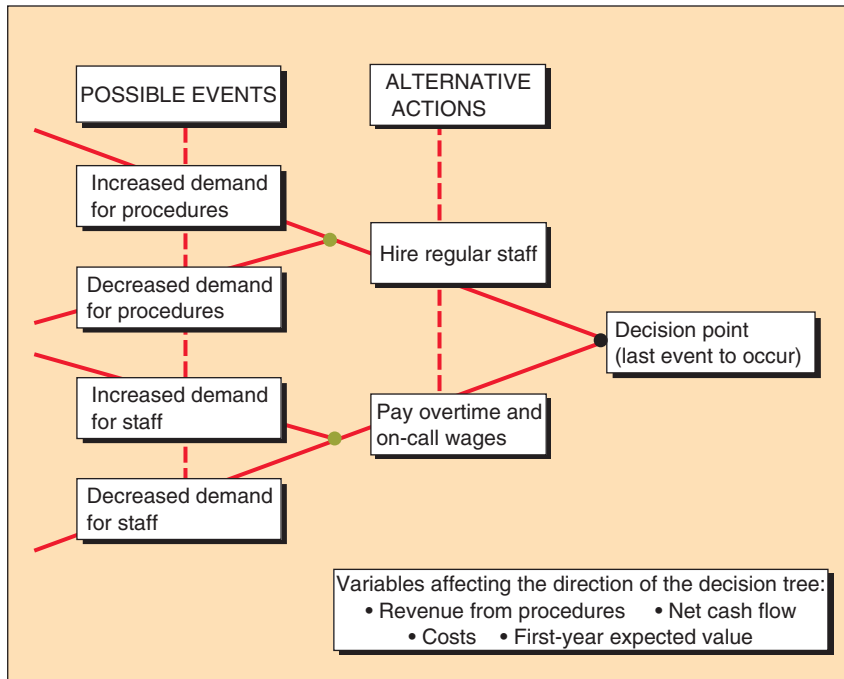 POSSIBLE EVENTS
ALTERNATIVE
ACTIONS
Increased demand
for procedures
Decreased demand
for procedures
Increased demand
for staff
Decreased demand
for staff
Hire regular staff
Pay overtime and
on-call wages
Decision point
(last event to occur)
Variables affecting the direction of the decision tree:
• Revenue from procedures • Net cash flow
• Costs • First-year expected value